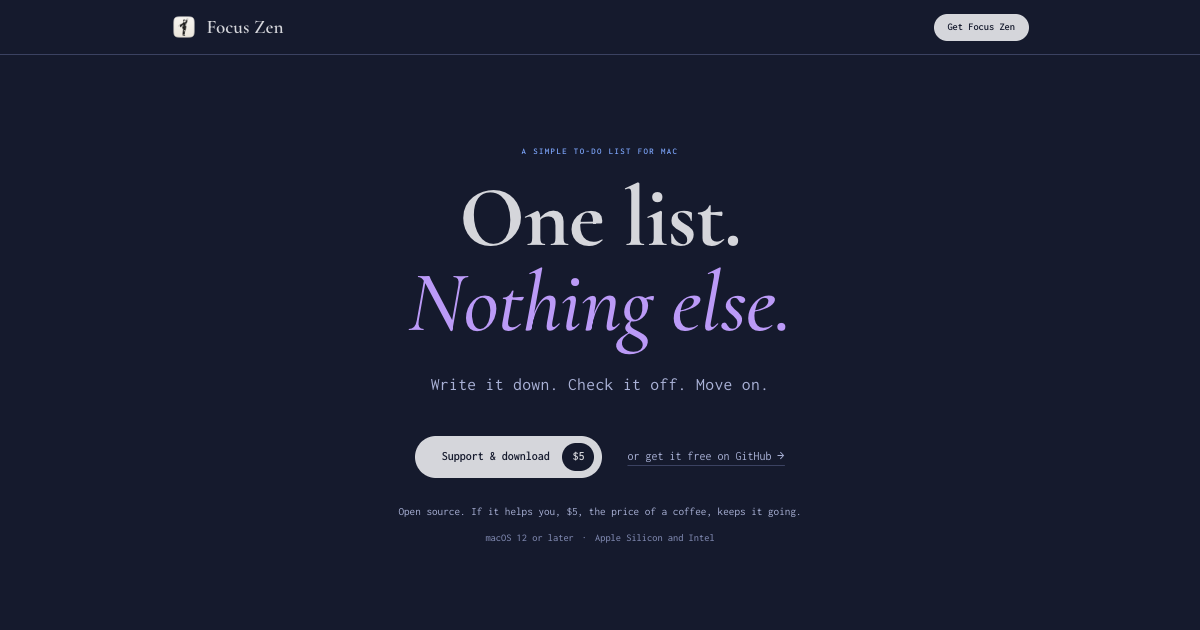 Focus Zen
Get Focus Zen
A SIMPLE TO-DO LIST FOR MAC
One list.
Nothing else.
Write it down. Check it off. Move on.
Support & download $5
or get it free on GitHub →
Open source. If it helps you, $5, the price of a coffee, keeps it going.
macOS 12 or later · Apple Silicon and Intel